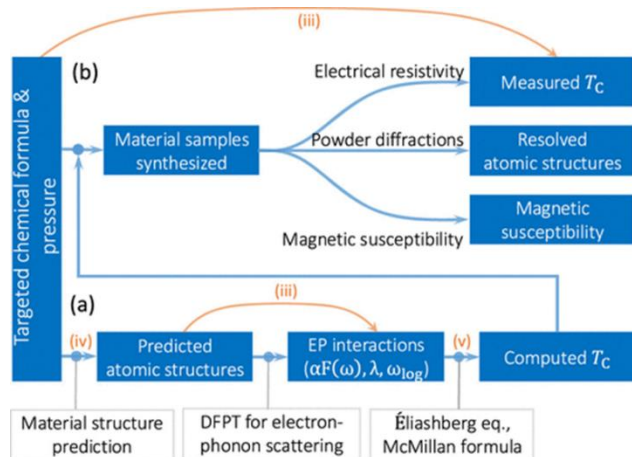 (iii)
(b)
Targeted chemical formula &
pressure
Electrical resistivity
Measured T_C
Material samples
synthesized
Powder diffractions
Resolved
atomic structures
Magnetic susceptibility
Magnetic
susceptibility
(a)
(iii)
(iv)
Predicted
atomic structures
EP interactions
(αF(ω), λ, ω_log)
(v)
Computed T_C
Material structure
prediction
DFPT for electron-
phonon scattering
Éliashberg eq.,
McMillan formula